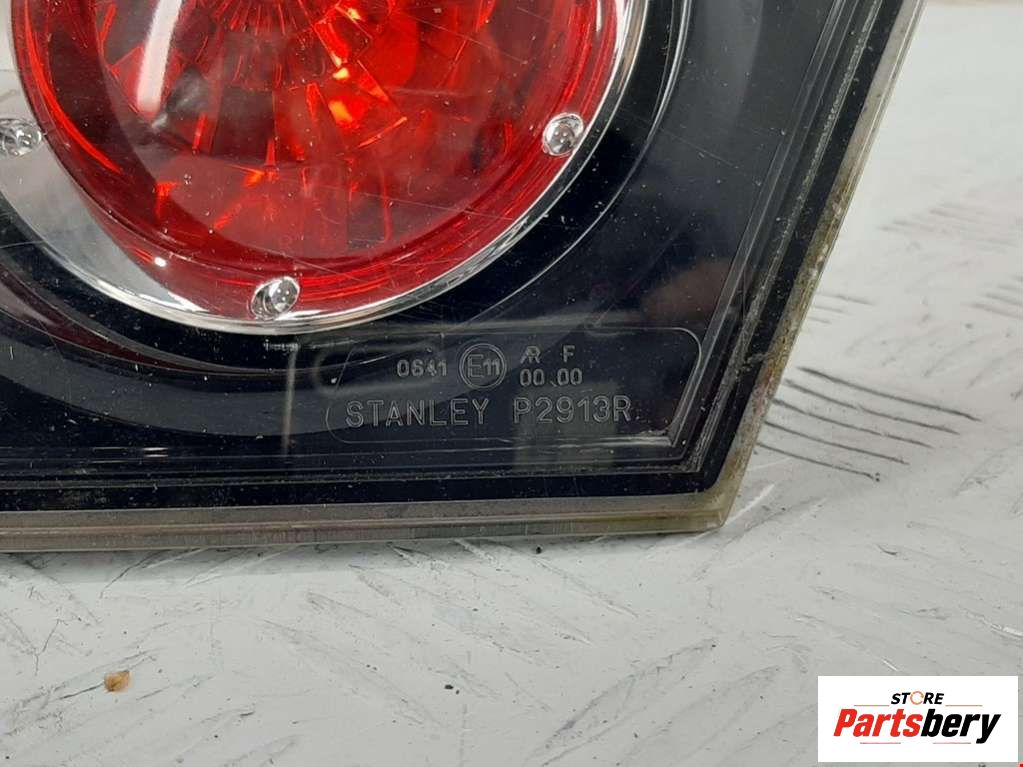 0641 E11 AR F
00 00
STANLEY P2913R
STORE
Partsbery